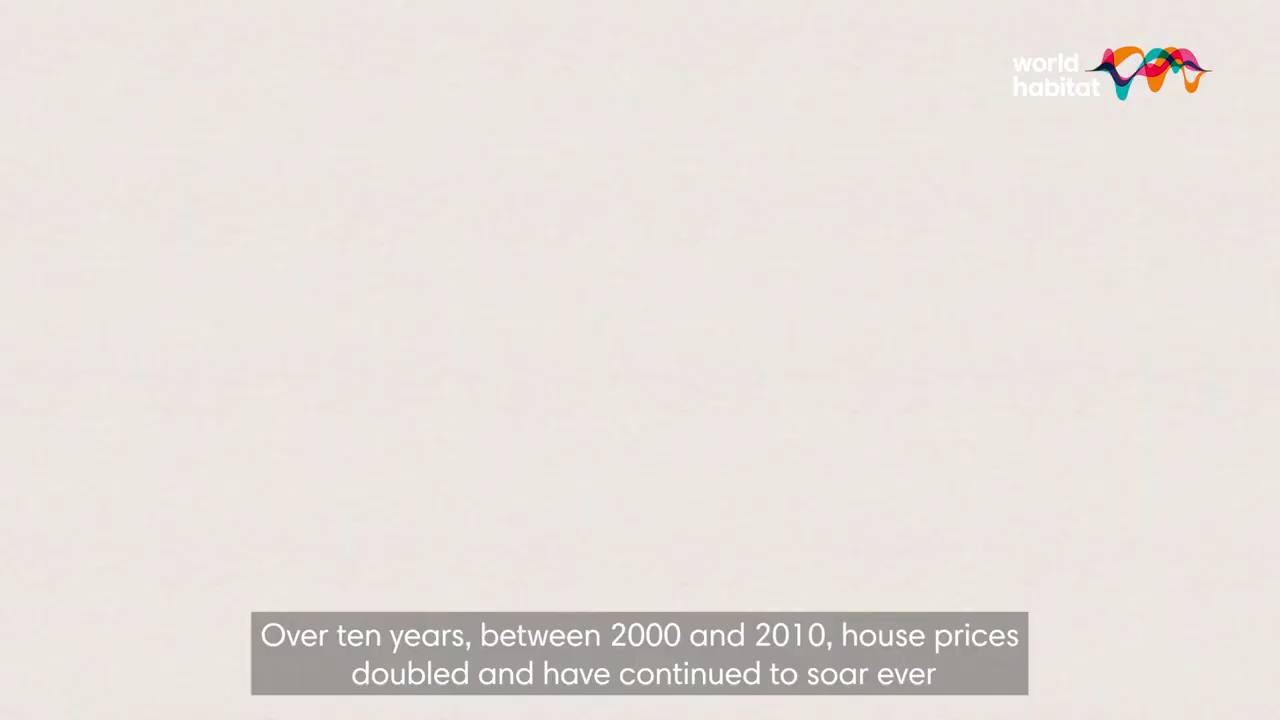 world
habitat
Over ten years, between 2000 and 2010, house prices
doubled and have continued to soar ever